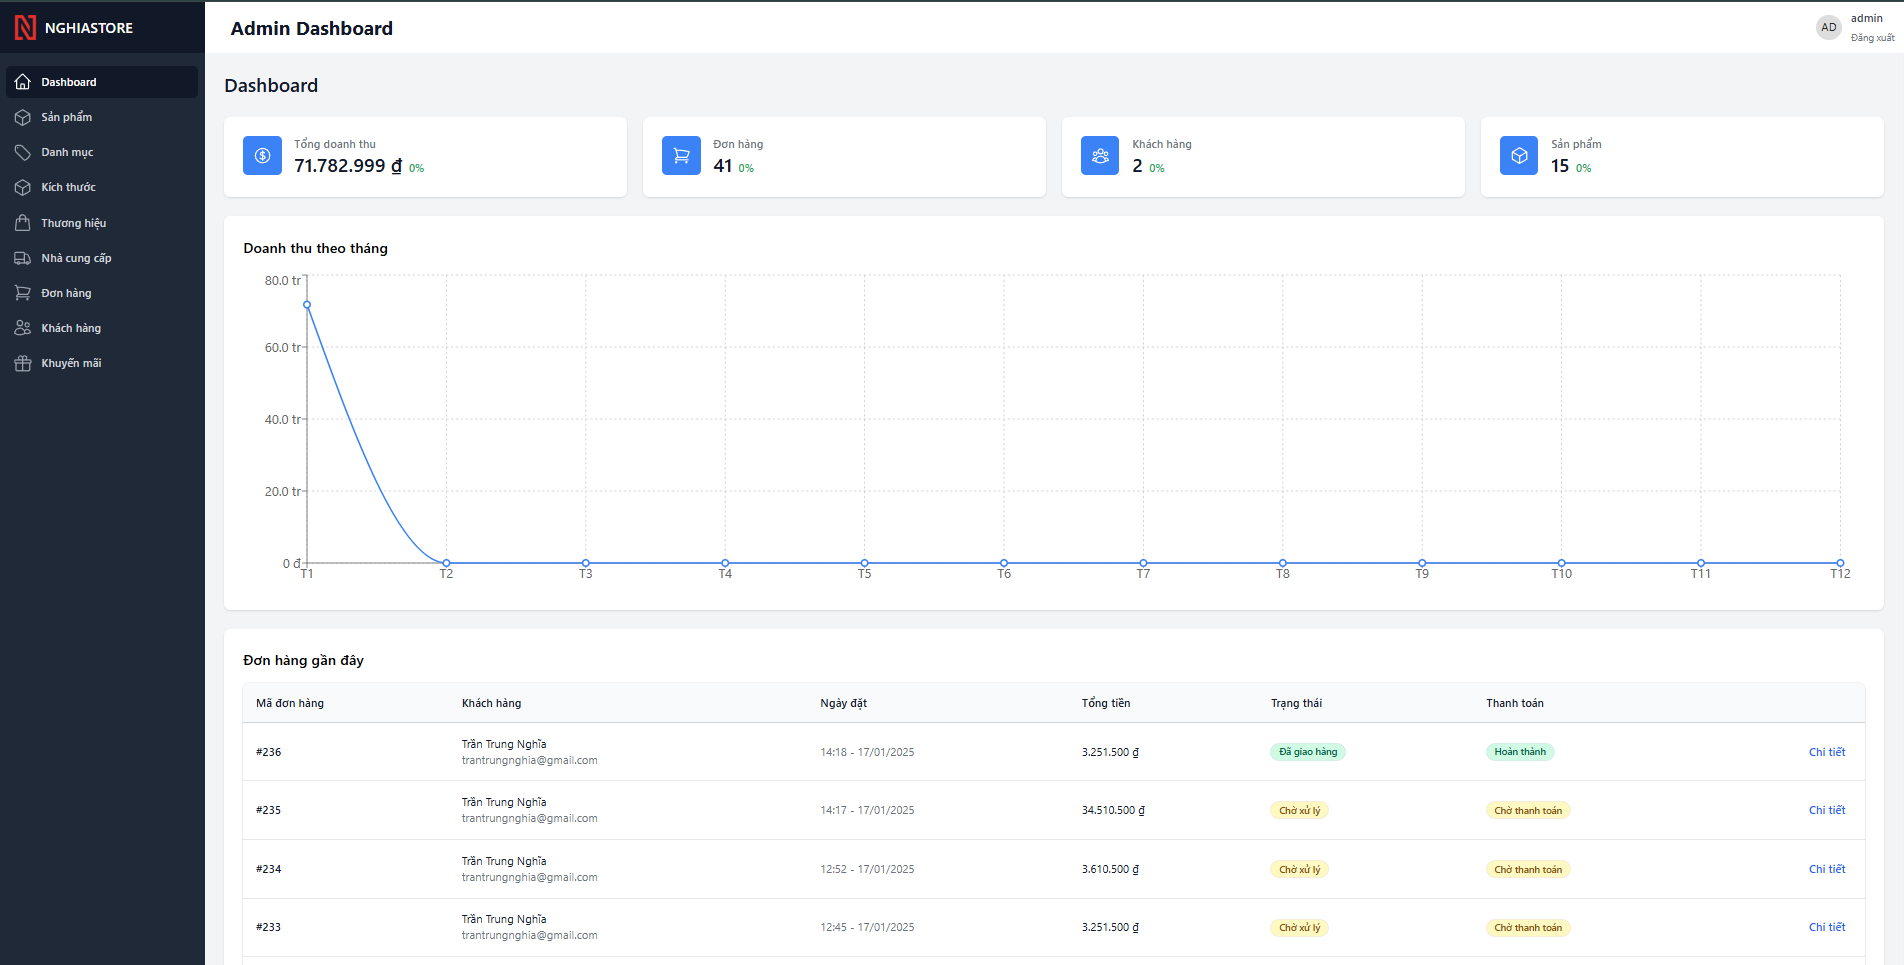 NGHIASTORE
Admin Dashboard
AD
admin
Đăng xuất
Dashboard
Sản phẩm
Danh mục
Kích thước
Thương hiệu
Nhà cung cấp
Đơn hàng
Khách hàng
Khuyến mãi
Dashboard
Tổng doanh thu
71.782.999 ₫ 0%
Đơn hàng
41 0%
Khách hàng
2 0%
Sản phẩm
15 0%
Doanh thu theo tháng
80.0 tr
60.0 tr
40.0 tr
20.0 tr
0 đ
T1 T2 T3 T4 T5 T6 T7 T8 T9 T10 T11 T12
Đơn hàng gần đây
Mã đơn hàng Khách hàng Ngày đặt Tổng tiền Trạng thái Thanh toán
#236 Trần Trung Nghĩa 14:18 - 17/01/2025 3.251.500 ₫ Đã giao hàng Hoàn thành Chi tiết
trantrungnghia@gmail.com
#235 Trần Trung Nghĩa 14:17 - 17/01/2025 34.510.500 ₫ Chờ xử lý Chờ thanh toán Chi tiết
trantrungnghia@gmail.com
#234 Trần Trung Nghĩa 12:52 - 17/01/2025 3.610.500 ₫ Chờ xử lý Chờ thanh toán Chi tiết
trantrungnghia@gmail.com
#233 Trần Trung Nghĩa 12:45 - 17/01/2025 3.251.500 ₫ Chờ xử lý Chờ thanh toán Chi tiết
trantrungnghia@gmail.com